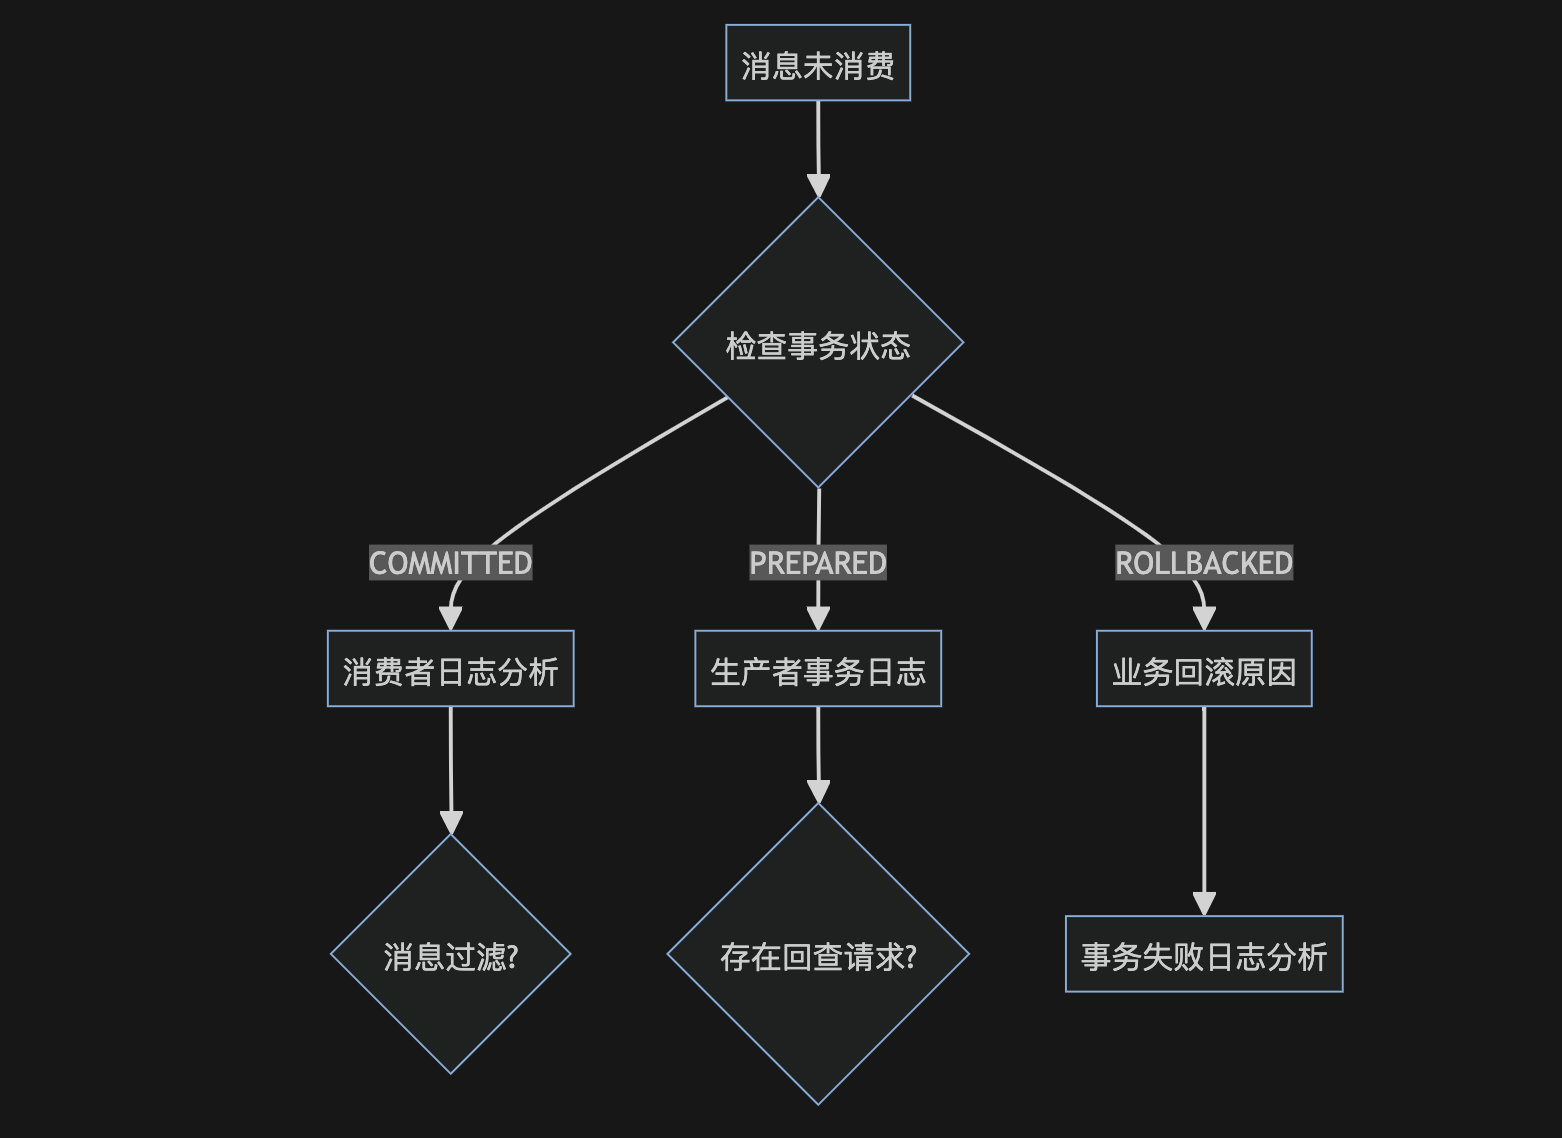 消息未消费
检查事务状态
COMMITTED
PREPARED
ROLLBACKED
消费者日志分析
生产者事务日志
业务回滚原因
消息过滤?
存在回查请求?
事务失败日志分析